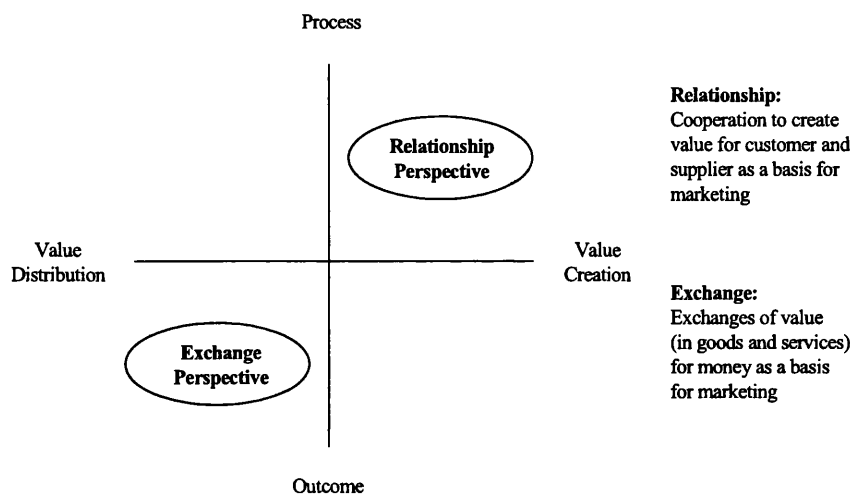 Process
Relationship
Perspective
Relationship:
Cooperation to create
value for customer and
supplier as a basis for
marketing
Value
Distribution
Value
Creation
Exchange
Perspective
Exchange:
Exchanges of value
(in goods and services)
for money as a basis
for marketing
Outcome